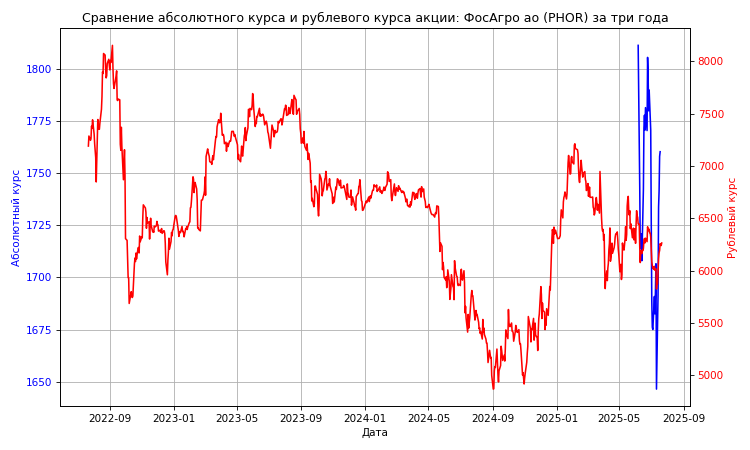 Сравнение абсолютного курса и рублевого курса акции: ФосАгро ао (PHOR) за три года
Абсолютный курс
1800
1775
1750
1725
1700
1675
1650
8000
7500
7000
6500
6000
5500
5000
Рублевый курс
2022-09 2023-01 2023-05 2023-09 2024-01 2024-05 2024-09 2025-01 2025-05 2025-09
Дата